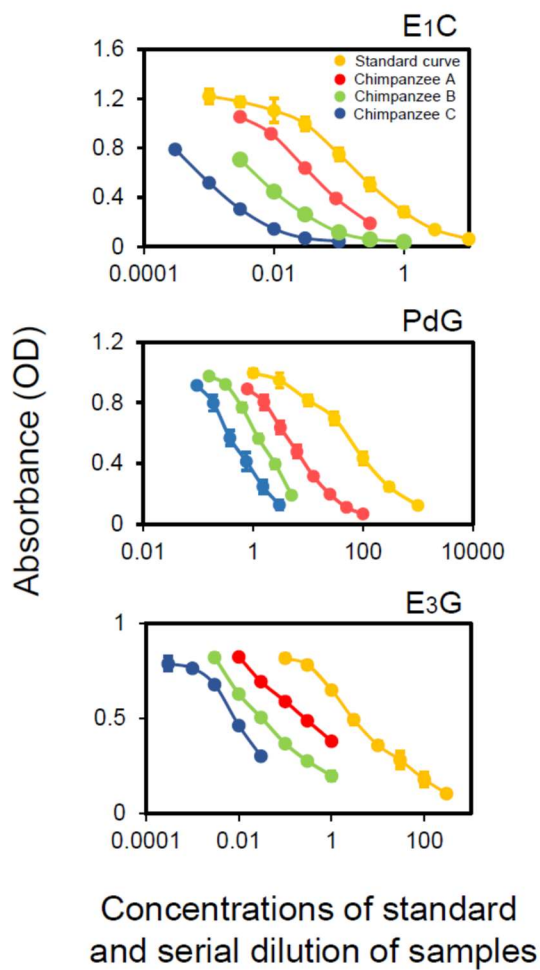 E1C
1.6
1.2
0.8
0.4
0
Standard curve
Chimpanzee A
Chimpanzee B
Chimpanzee C
0.0001 0.01 1
PdG
1.2
0.8
0.4
0
0.01 1 100 10000
Absorbance (OD)
E3G
1
0.5
0
0.0001 0.01 1 100
Concentrations of standard
and serial dilution of samples